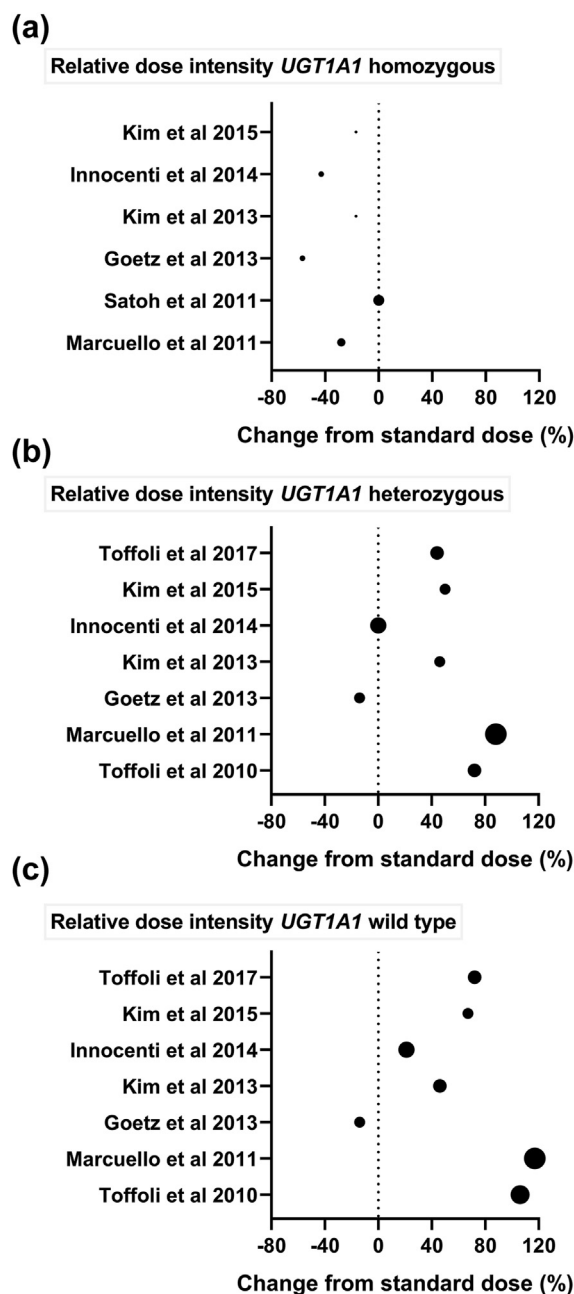 (a)
Relative dose intensity UGT1A1 homozygous
Kim et al 2015
Innocenti et al 2014
Kim et al 2013
Goetz et al 2013
Satoh et al 2011
Marcuello et al 2011
-80 -40 0 40 80 120
Change from standard dose (%)
(b)
Relative dose intensity UGT1A1 heterozygous
Toffoli et al 2017
Kim et al 2015
Innocenti et al 2014
Kim et al 2013
Goetz et al 2013
Marcuello et al 2011
Toffoli et al 2010
-80 -40 0 40 80 120
Change from standard dose (%)
(c)
Relative dose intensity UGT1A1 wild type
Toffoli et al 2017
Kim et al 2015
Innocenti et al 2014
Kim et al 2013
Goetz et al 2013
Marcuello et al 2011
Toffoli et al 2010
-80 -40 0 40 80 120
Change from standard dose (%)